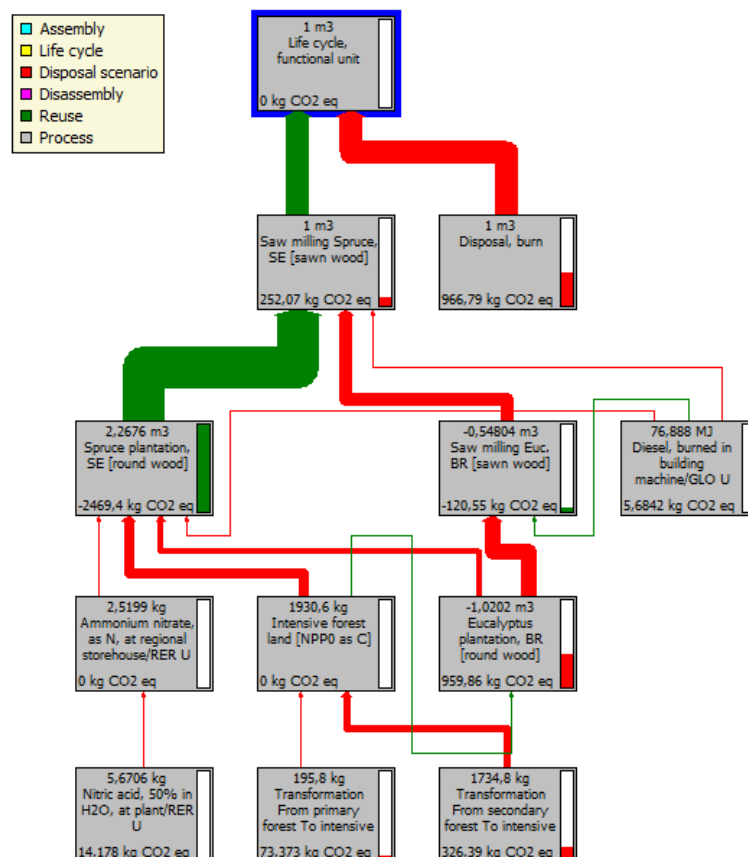 Assembly
Life cycle
Disposal scenario
Disassembly
Reuse
Process
1 m3
Life cycle,
functional unit
0 kg CO2 eq
1 m3
Saw milling Spruce,
SE [sawn wood]
252,07 kg CO2 eq
1 m3
Disposal, burn
966,79 kg CO2 eq
2,2676 m3
Spruce plantation,
SE [round wood]
-2469,4 kg CO2 eq
-0,54804 m3
Saw milling Euc.
BR [sawn wood]
-120,55 kg CO2 eq
76,888 MJ
Diesel, burned in
building
machine/GLO U
5,6842 kg CO2 eq
2,5199 kg
Ammonium nitrate,
as N, at regional
storehouse/RER U
0 kg CO2 eq
1930,6 kg
Intensive forest
land [NPP0 as C]
0 kg CO2 eq
-1,0202 m3
Eucalyptus
plantation, BR
[round wood]
959,86 kg CO2 eq
5,6706 kg
Nitric acid, 50% in
H2O, at plant/RER
U
14,178 kg CO2 eq
195,8 kg
Transformation
From primary
forest To intensive
73,373 kg CO2 eq
1734,8 kg
Transformation
From secondary
forest To intensive
326,39 kg CO2 eq